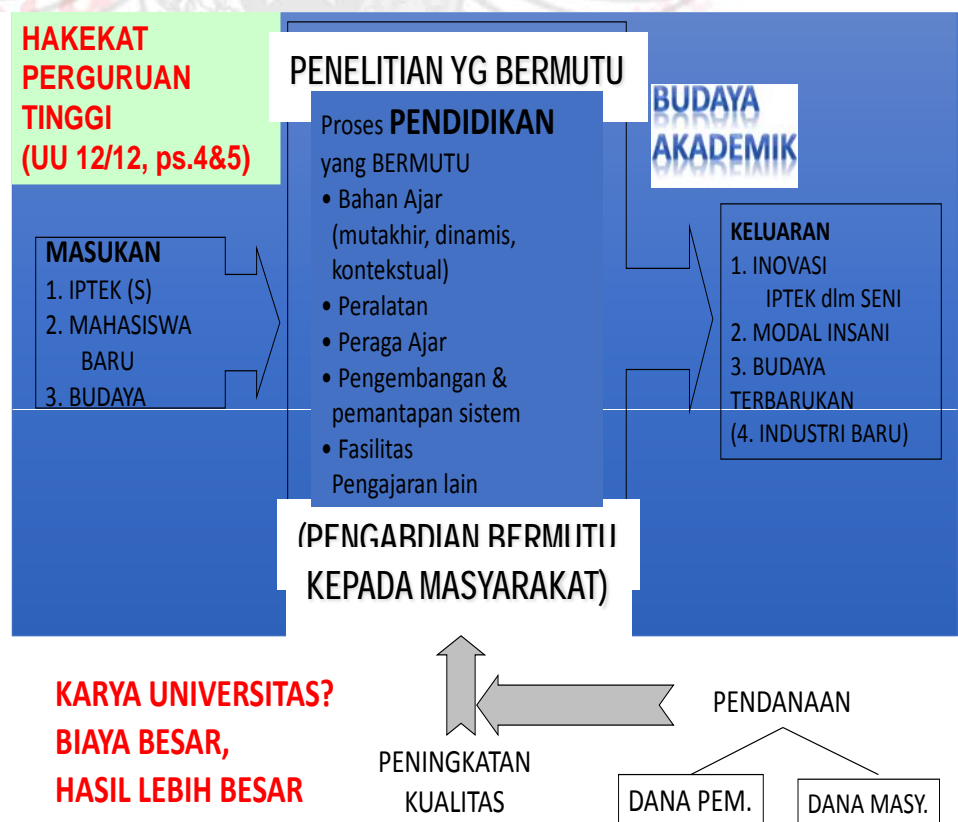 HAKEKAT
PERGURUAN
TINGGI
(UU 12/12, ps.4&5)
PENELITIAN YG BERMUTU
BUDAYA
AKADEMIK
Proses PENDIDIKAN
yang BERMUTU
• Bahan Ajar
(mutakhir, dinamis,
kontekstual)
• Peralatan
• Peraga Ajar
• Pengembangan &
pemantapan sistem
• Fasilitas
Pengajaran lain
MASUKAN
1. IPTEK (S)
2. MAHASISWA
BARU
3. BUDAYA
KELUARAN
1. INOVASI
IPTEK dlm SENI
2. MODAL INSANI
3. BUDAYA
TERBARUKAN
(4. INDUSTRI BARU)
(PENGABDIAN BERMUTU
KEPADA MASYARAKAT)
KARYA UNIVERSITAS?
BIAYA BESAR,
HASIL LEBIH BESAR
PENINGKATAN
KUALITAS
PENDANAAN
DANA PEM.
DANA MASY.